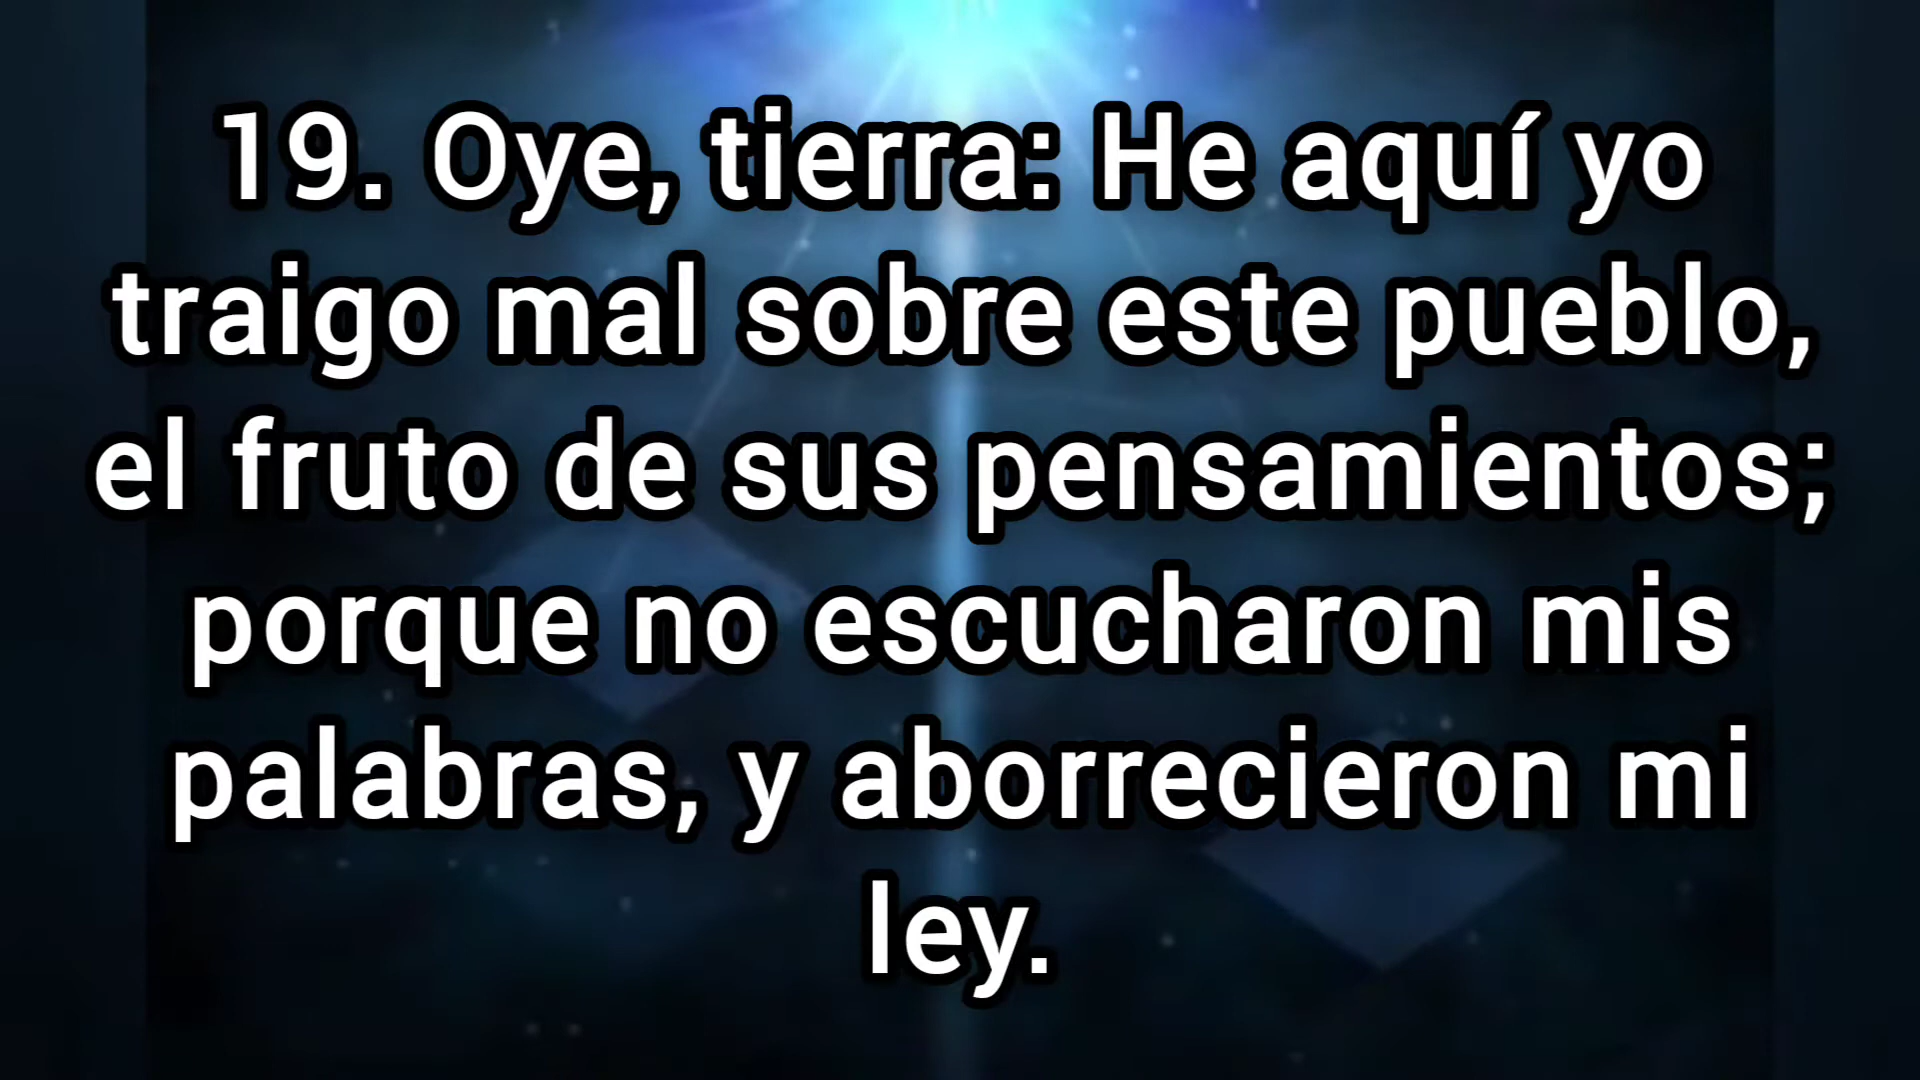 19. Oye, tierra: He aquí yo
traigo mal sobre este pueblo,
el fruto de sus pensamientos;
porque no escucharon mis
palabras, y aborrecieron mi
ley.